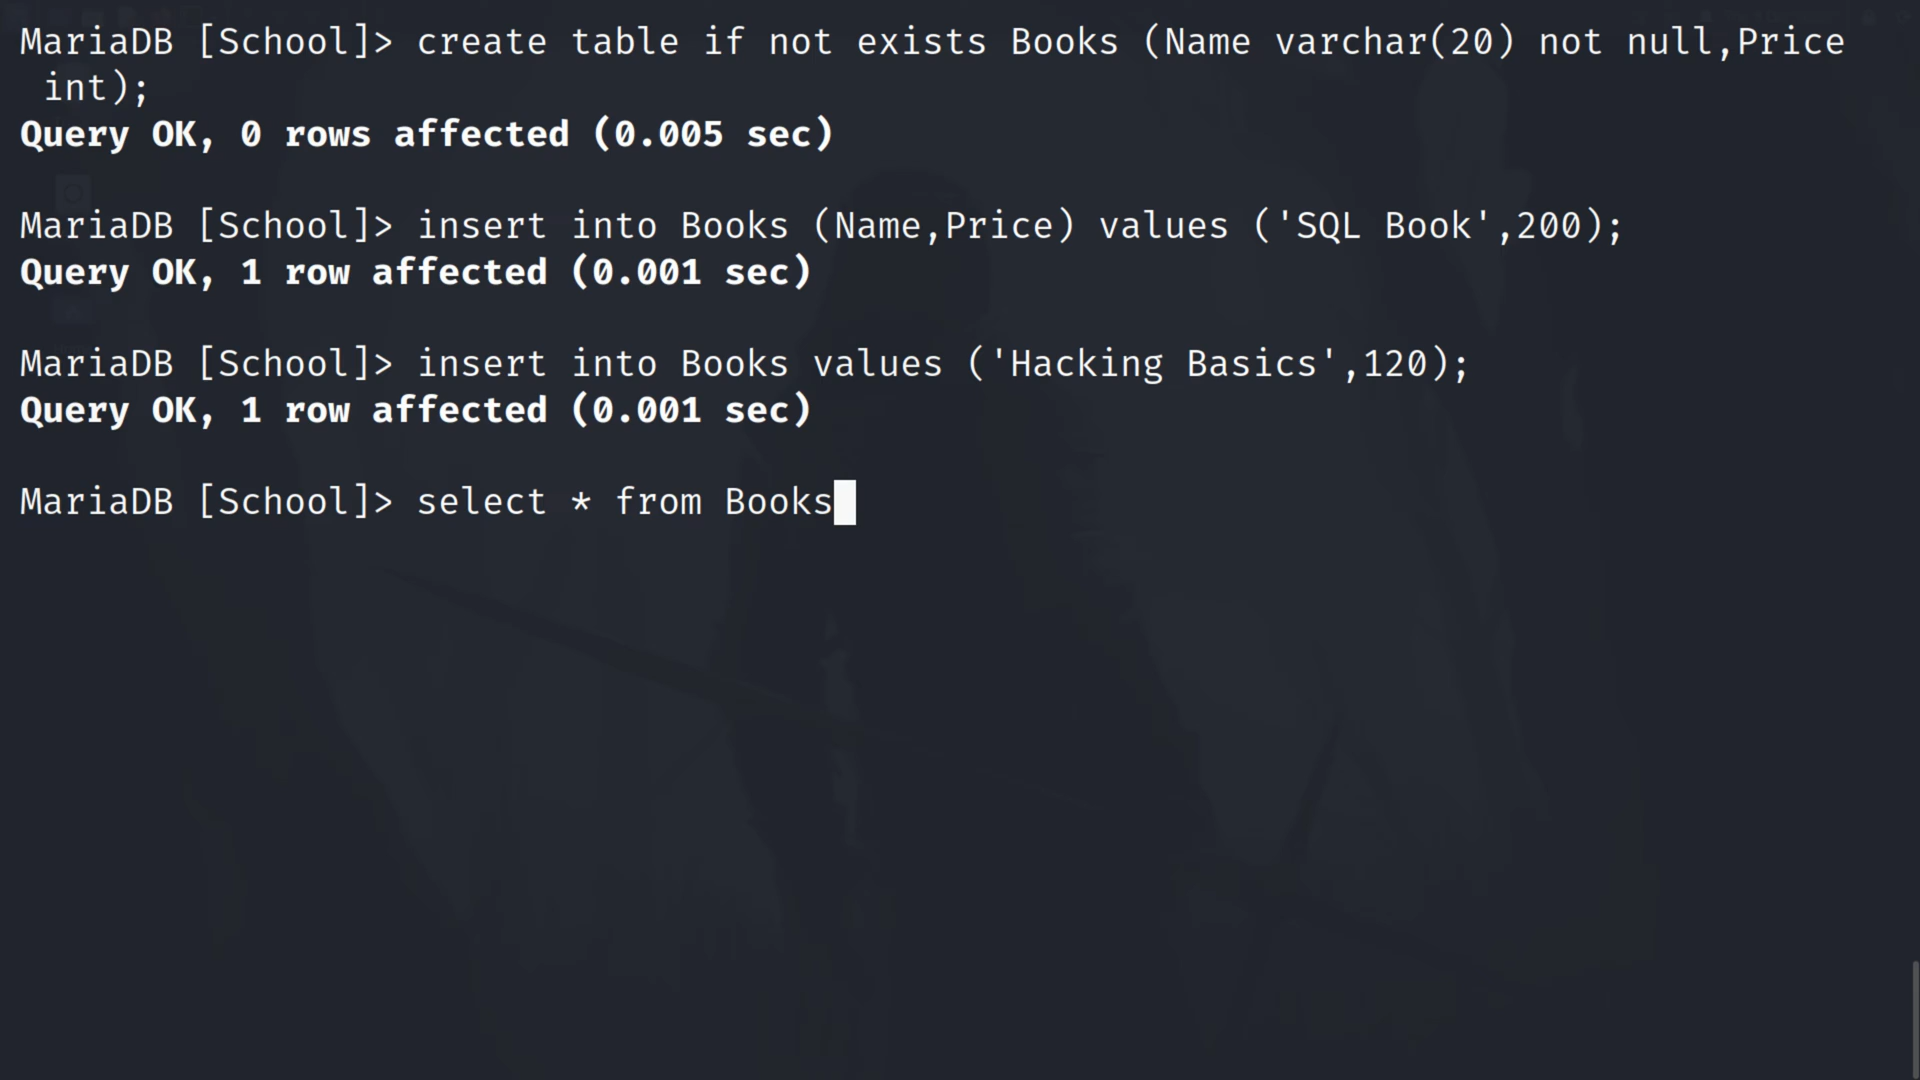 MariaDB [School]> create table if not exists Books (Name varchar(20) not null,Price
int);
Query OK, 0 rows affected (0.005 sec)
MariaDB [School]> insert into Books (Name,Price) values ('SQL Book',200);
Query OK, 1 row affected (0.001 sec)
MariaDB [School]> insert into Books values ('Hacking Basics',120);
Query OK, 1 row affected (0.001 sec)
MariaDB [School]> select * from Books